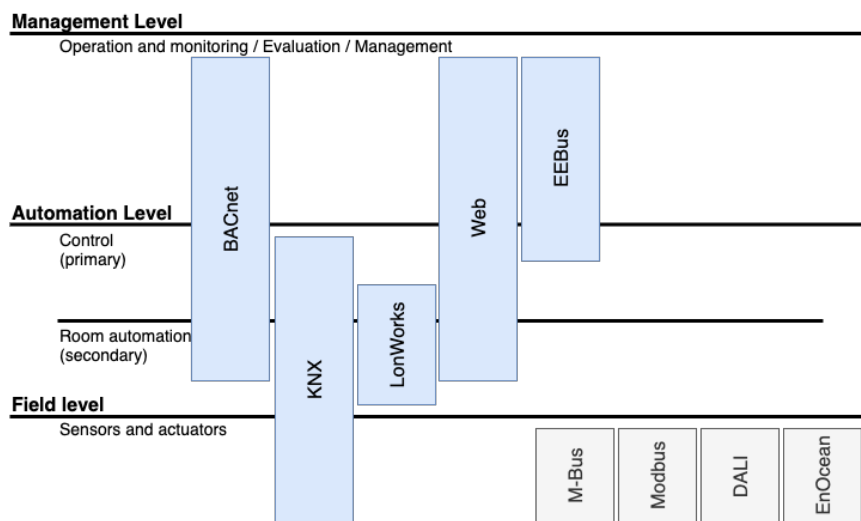 Management Level
Operation and monitoring / Evaluation / Management
BACnet
Web
EEBus
Automation Level
Control
(primary)
KNX
LonWorks
Room automation
(secondary)
Field level
Sensors and actuators
M-Bus
Modbus
DALI
EnOcean